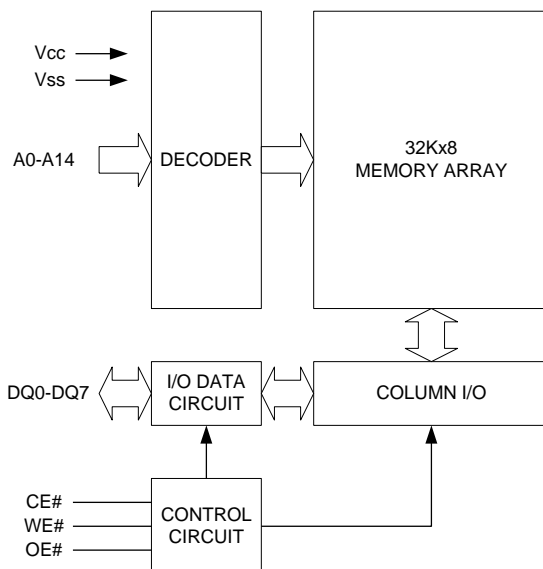 Vcc
Vss
A0-A14
DECODER
32Kx8
MEMORY ARRAY
DQ0-DQ7
I/O DATA
CIRCUIT
COLUMN I/O
CE#
WE#
OE#
CONTROL
CIRCUIT